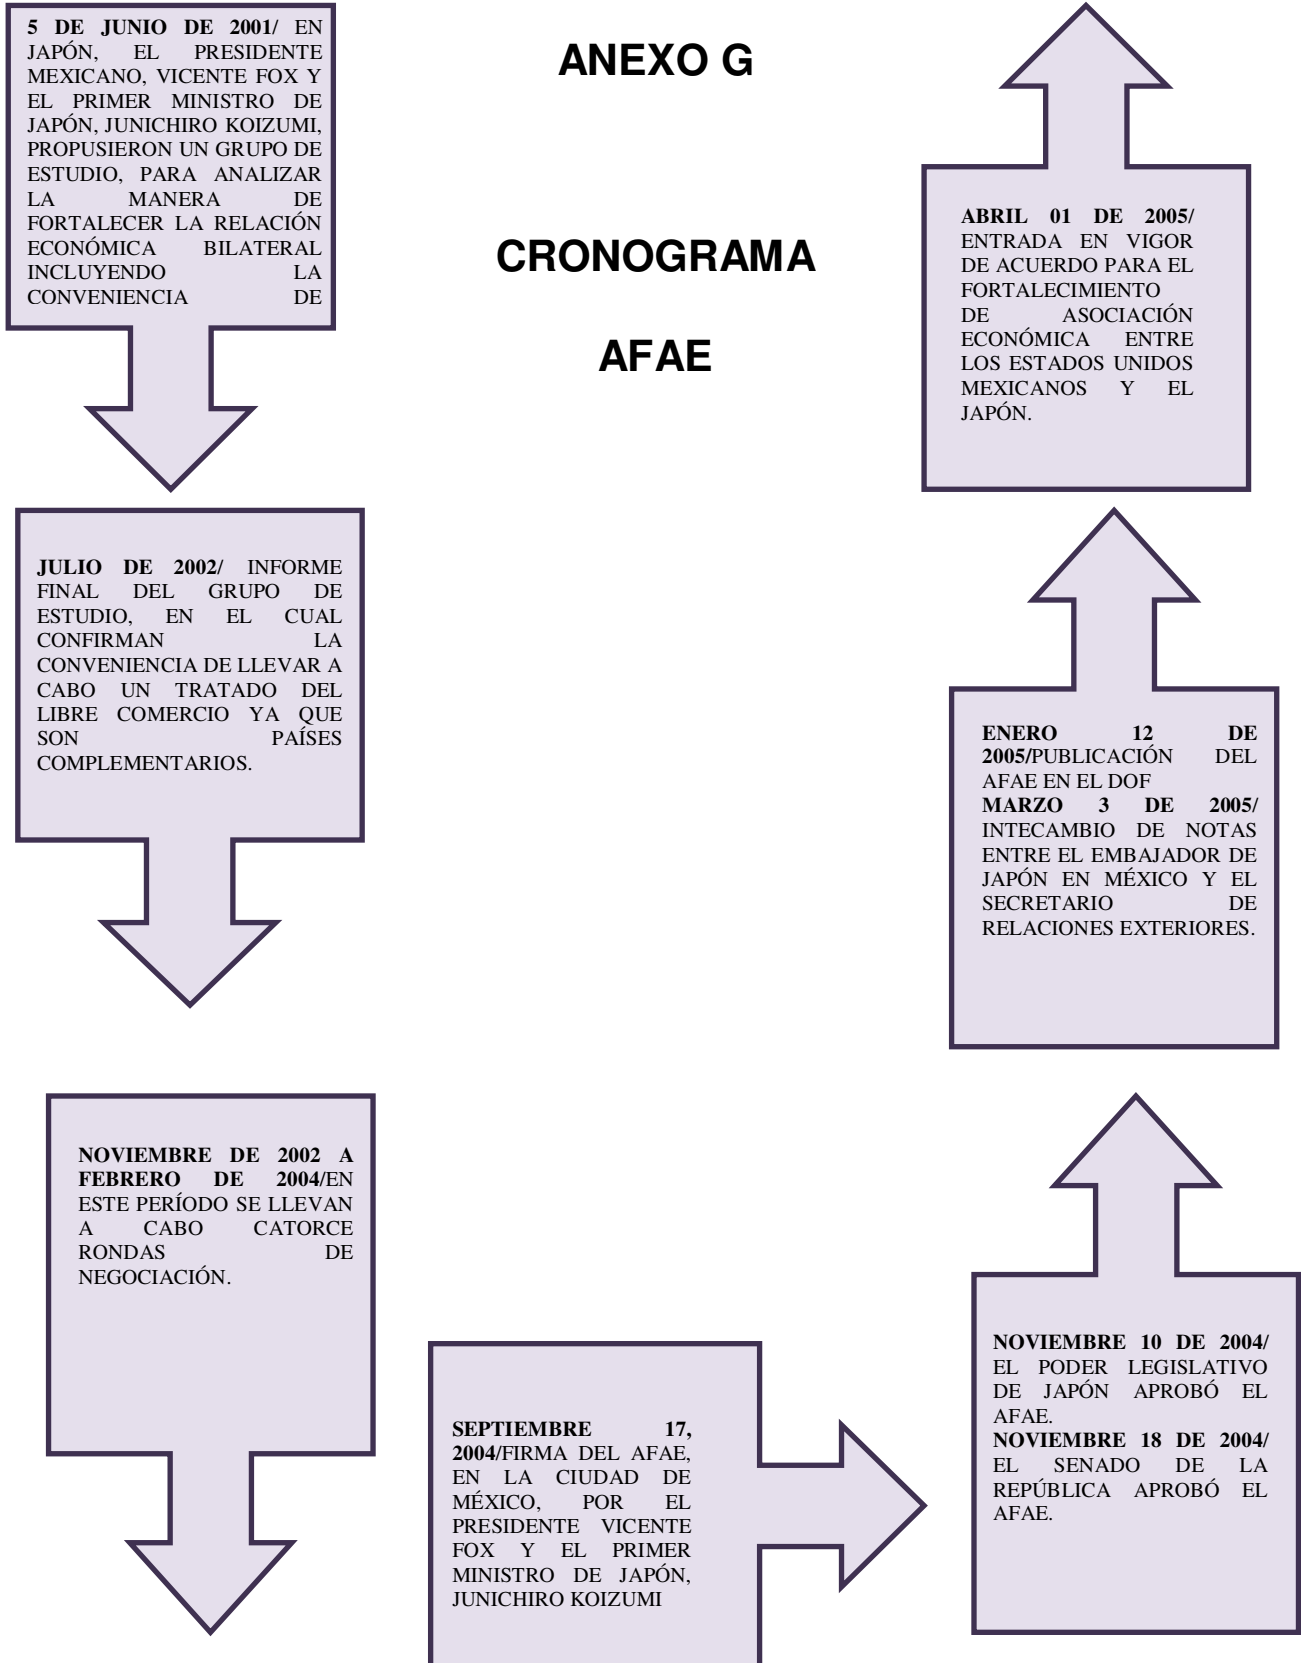 ANEXO G
CRONOGRAMA
AFAE
5 DE JUNIO DE 2001/ EN
JAPÓN, EL PRESIDENTE
MEXICANO, VICENTE FOX Y
EL PRIMER MINISTRO DE
JAPÓN, JUNICHIRO KOIZUMI,
PROPUSIERON UN GRUPO DE
ESTUDIO, PARA ANALIZAR
LA MANERA DE
FORTALECER LA RELACIÓN
ECONÓMICA BILATERAL
INCLUYENDO LA
CONVENIENCIA DE
JULIO DE 2002/ INFORME
FINAL DEL GRUPO DE
ESTUDIO, EN EL CUAL
CONFIRMAN LA
CONVENIENCIA DE LLEVAR A
CABO UN TRATADO DEL
LIBRE COMERCIO YA QUE
SON PAÍSES
COMPLEMENTARIOS.
NOVIEMBRE DE 2002 A
FEBRERO DE 2004/EN
ESTE PERÍODO SE LLEVAN
A CABO CATORCE
RONDAS DE
NEGOCIACIÓN.
SEPTIEMBRE 17,
2004/FIRMA DEL AFAE,
EN LA CIUDAD DE
MÉXICO, POR EL
PRESIDENTE VICENTE
FOX Y EL PRIMER
MINISTRO DE JAPÓN,
JUNICHIRO KOIZUMI
NOVIEMBRE 10 DE 2004/
EL PODER LEGISLATIVO
DE JAPÓN APROBÓ EL
AFAE.
NOVIEMBRE 18 DE 2004/
EL SENADO DE LA
REPÚBLICA APROBÓ EL
AFAE.
ENERO 12 DE
2005/PUBLICACIÓN DEL
AFAE EN EL DOF
MARZO 3 DE 2005/
INTECAMBIO DE NOTAS
ENTRE EL EMBAJADOR DE
JAPÓN EN MÉXICO Y EL
SECRETARIO DE
RELACIONES EXTERIORES.
ABRIL 01 DE 2005/
ENTRADA EN VIGOR
DE ACUERDO PARA EL
FORTALECIMIENTO
DE ASOCIACIÓN
ECONÓMICA ENTRE
LOS ESTADOS UNIDOS
MEXICANOS Y EL
JAPÓN.